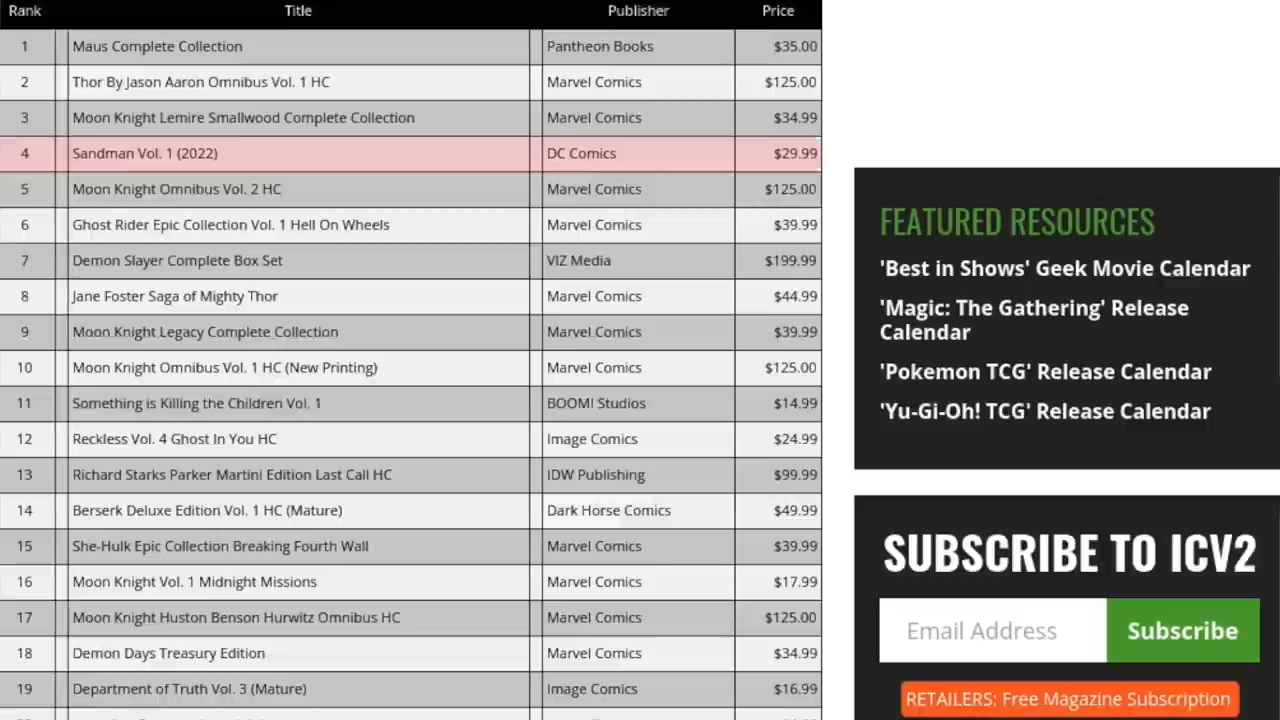 Rank Title Publisher Price
1 Maus Complete Collection Pantheon Books $35.00
2 Thor By Jason Aaron Omnibus Vol. 1 HC Marvel Comics $125.00
3 Moon Knight Lemire Smallwood Complete Collection Marvel Comics $34.99
4 Sandman Vol. 1 (2022) DC Comics $29.99
5 Moon Knight Omnibus Vol. 2 HC Marvel Comics $125.00
6 Ghost Rider Epic Collection Vol. 1 Hell On Wheels Marvel Comics $39.99
7 Demon Slayer Complete Box Set VIZ Media $199.99
8 Jane Foster Saga of Mighty Thor Marvel Comics $44.99
9 Moon Knight Legacy Complete Collection Marvel Comics $39.99
10 Moon Knight Omnibus Vol. 1 HC (New Printing) Marvel Comics $125.00
11 Something is Killing the Children Vol. 1 BOOM! Studios $14.99
12 Reckless Vol. 4 Ghost In You HC Image Comics $24.99
13 Richard Starks Parker Martini Edition Last Call HC IDW Publishing $99.99
14 Berserk Deluxe Edition Vol. 1 HC (Mature) Dark Horse Comics $49.99
15 She-Hulk Epic Collection Breaking Fourth Wall Marvel Comics $39.99
16 Moon Knight Vol. 1 Midnight Missions Marvel Comics $17.99
17 Moon Knight Huston Benson Hurwitz Omnibus HC Marvel Comics $125.00
18 Demon Days Treasury Edition Marvel Comics $34.99
19 Department of Truth Vol. 3 (Mature) Image Comics $16.99
FEATURED RESOURCES
'Best in Shows' Geek Movie Calendar
'Magic: The Gathering' Release
Calendar
'Pokemon TCG' Release Calendar
'Yu-Gi-Oh! TCG' Release Calendar
SUBSCRIBE TO ICV2
Email Address Subscribe
RETAILERS: Free Magazine Subscription